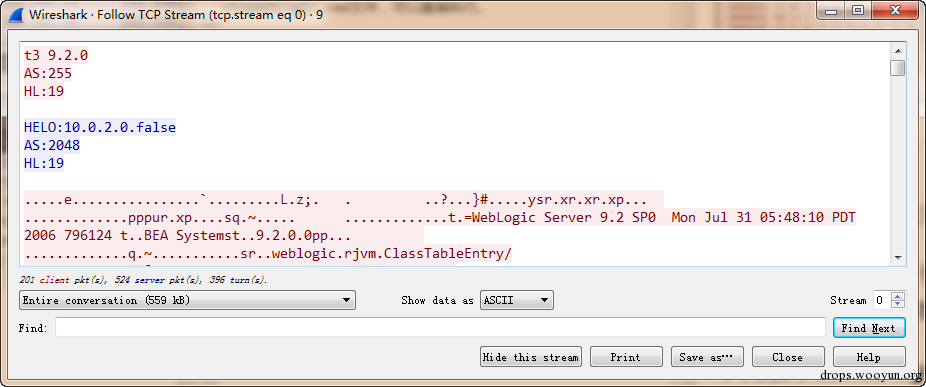 Wireshark · Follow TCP Stream (tcp.stream eq 0) · 9
t3 9.2.0
AS:255
HL:19
HELO:10.0.2.0.false
AS:2048
HL:19
.....e................`.........L.z;. . ..?...}#.....ysr.xr.xr.xp...
.............pppur.xp....sq.~..... .............t.=WebLogic Server 9.2 SP0 Mon Jul 31 05:48:10 PDT
2006 796124 t..BEA Systemst..9.2.0.0pp...
.............q.~...........sr..weblogic.rjvm.ClassTableEntry/
201 client pkt(s), 524 server pkt(s), 396 turn(s).
Entire conversation (559 kB) Show data as ASCII Stream 0
Find: Find Next
Hide this stream Print Save as… Close Help
drops.wooyun.org